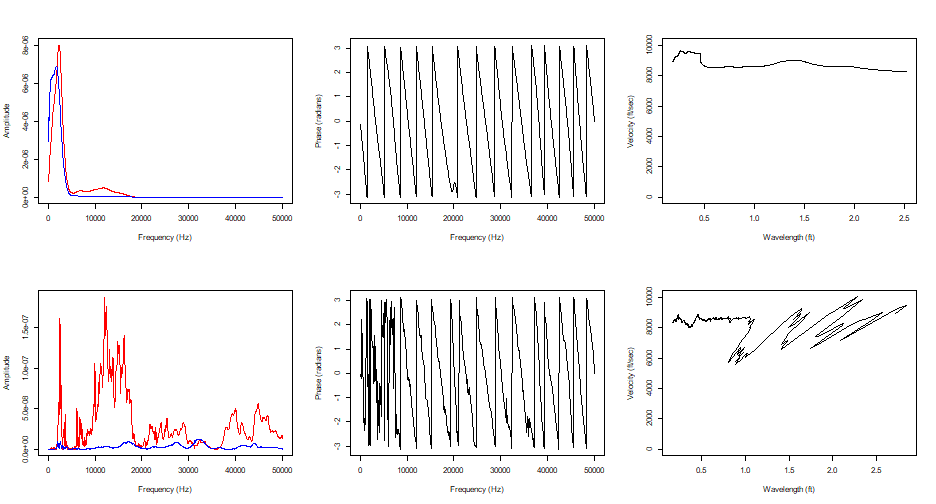 Amplitude
0e+00 2e-06 4e-06 6e-06 8e-06
0 10000 20000 30000 40000 50000
Frequency (Hz)
Phase (radians)
-3 -2 -1 0 1 2 3
0 10000 20000 30000 40000 50000
Frequency (Hz)
Velocity (ft/sec)
0 2000 4000 6000 8000 10000
0.5 1.0 1.5 2.0 2.5
Wavelength (ft)
Amplitude
0.0e+00 5.0e-08 1.0e-07 1.5e-07
0 10000 20000 30000 40000 50000
Frequency (Hz)
Phase (radians)
-3 -2 -1 0 1 2 3
0 10000 20000 30000 40000 50000
Frequency (Hz)
Velocity (ft/sec)
0 2000 4000 6000 8000 10000
0.5 1.0 1.5 2.0 2.5
Wavelength (ft)